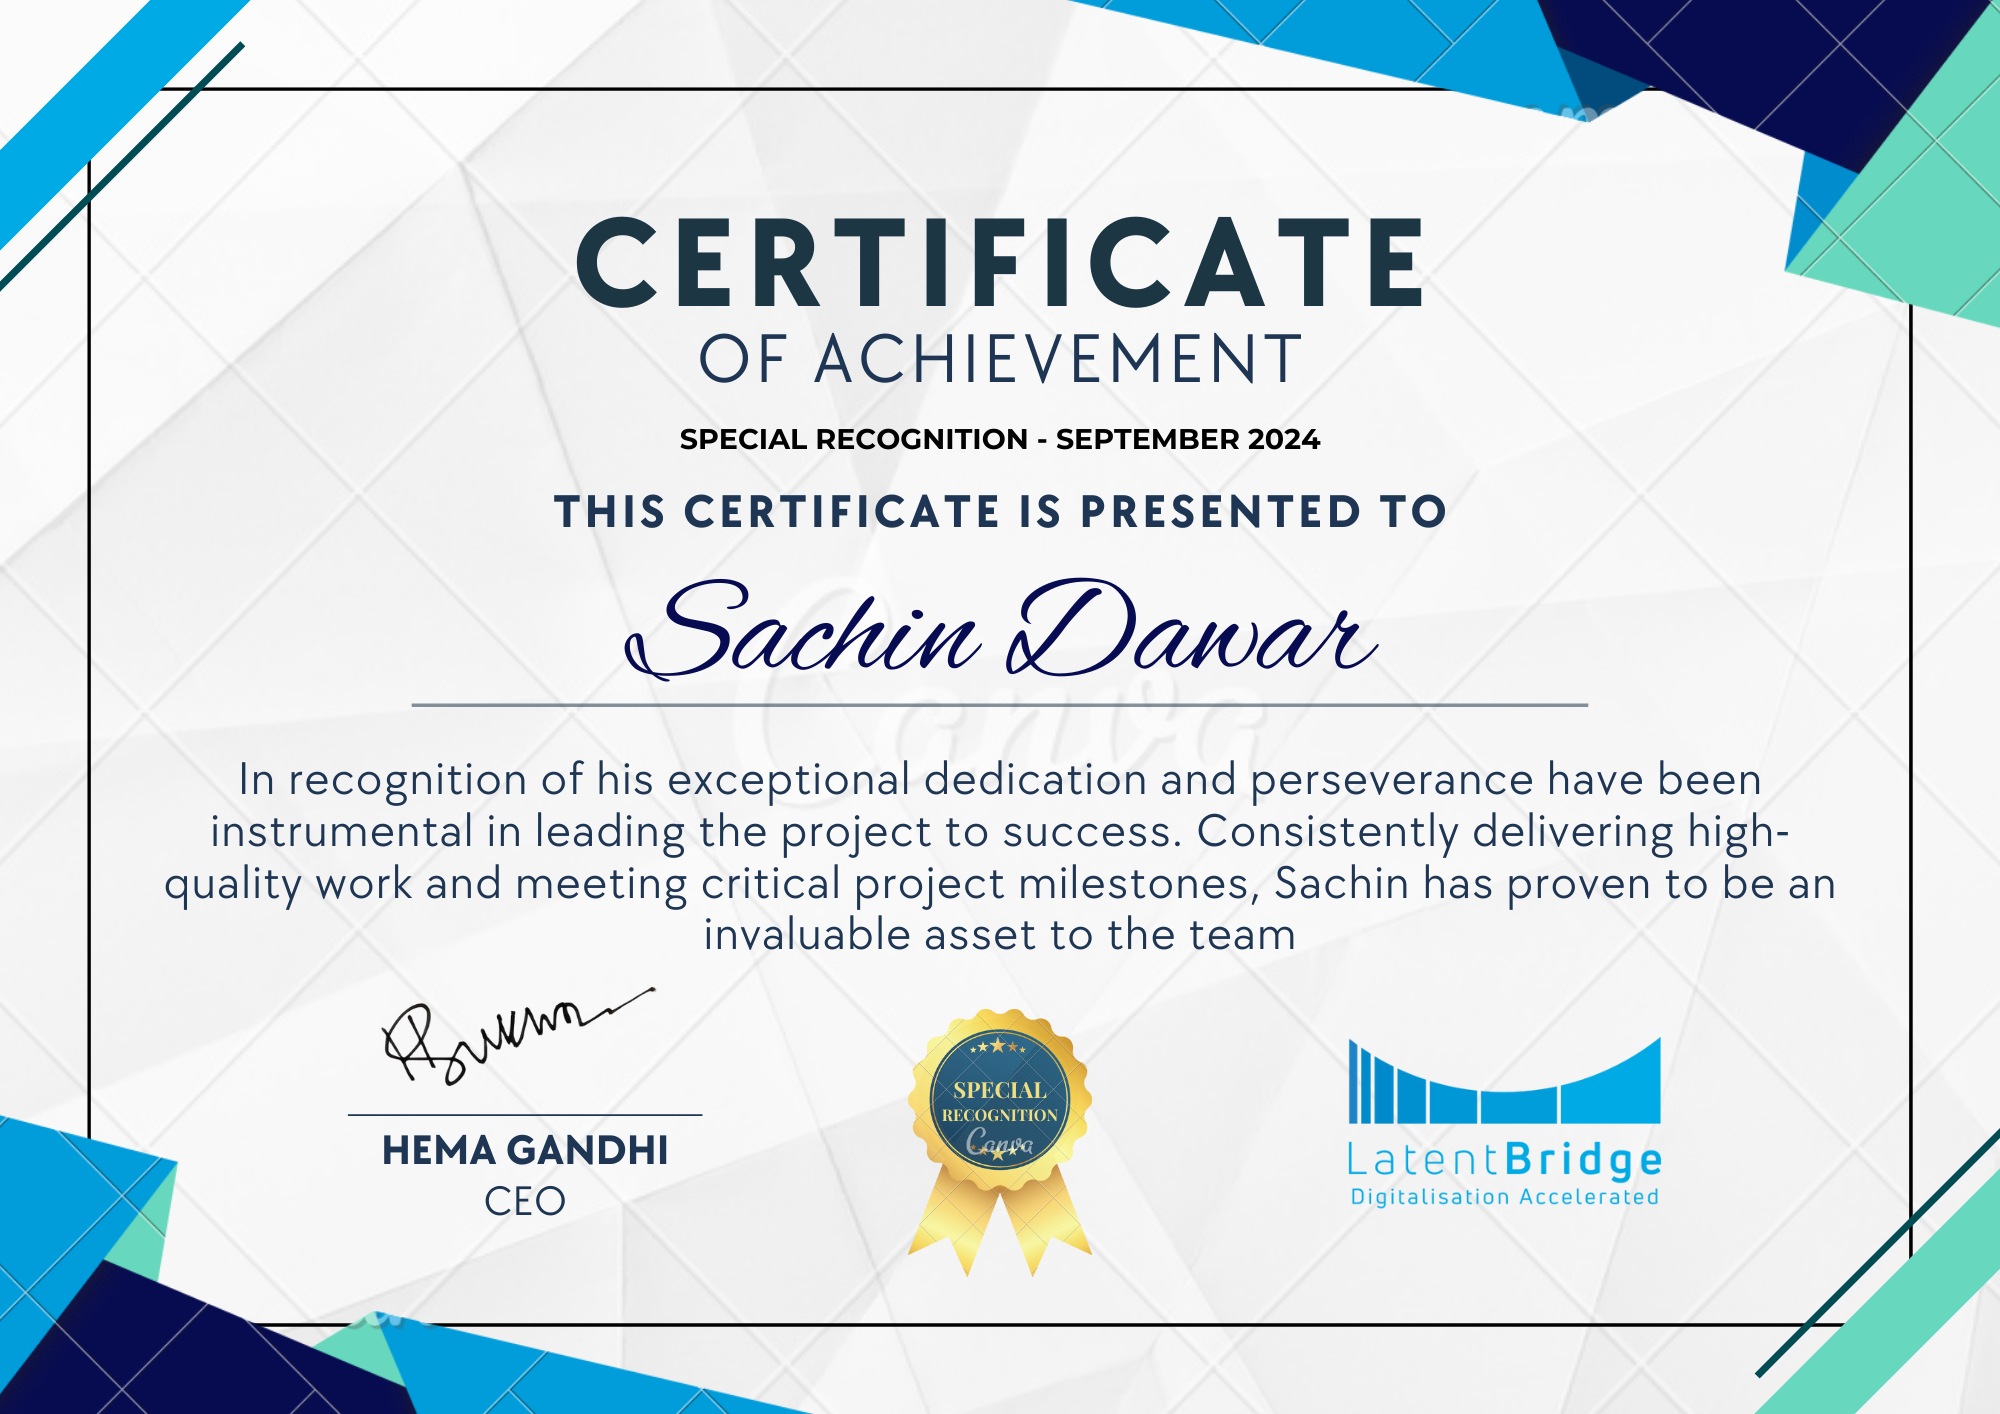 CERTIFICATE
OF ACHIEVEMENT
SPECIAL RECOGNITION - SEPTEMBER 2024
THIS CERTIFICATE IS PRESENTED TO
Sachin Dawar
Canva
In recognition of his exceptional dedication and perseverance have been
instrumental in leading the project to success. Consistently delivering high-
quality work and meeting critical project milestones, Sachin has proven to be an
invaluable asset to the team
HEMA GANDHI
CEO
SPECIAL
RECOGNITION
Canva
LatentBridge
Digitalisation Accelerated